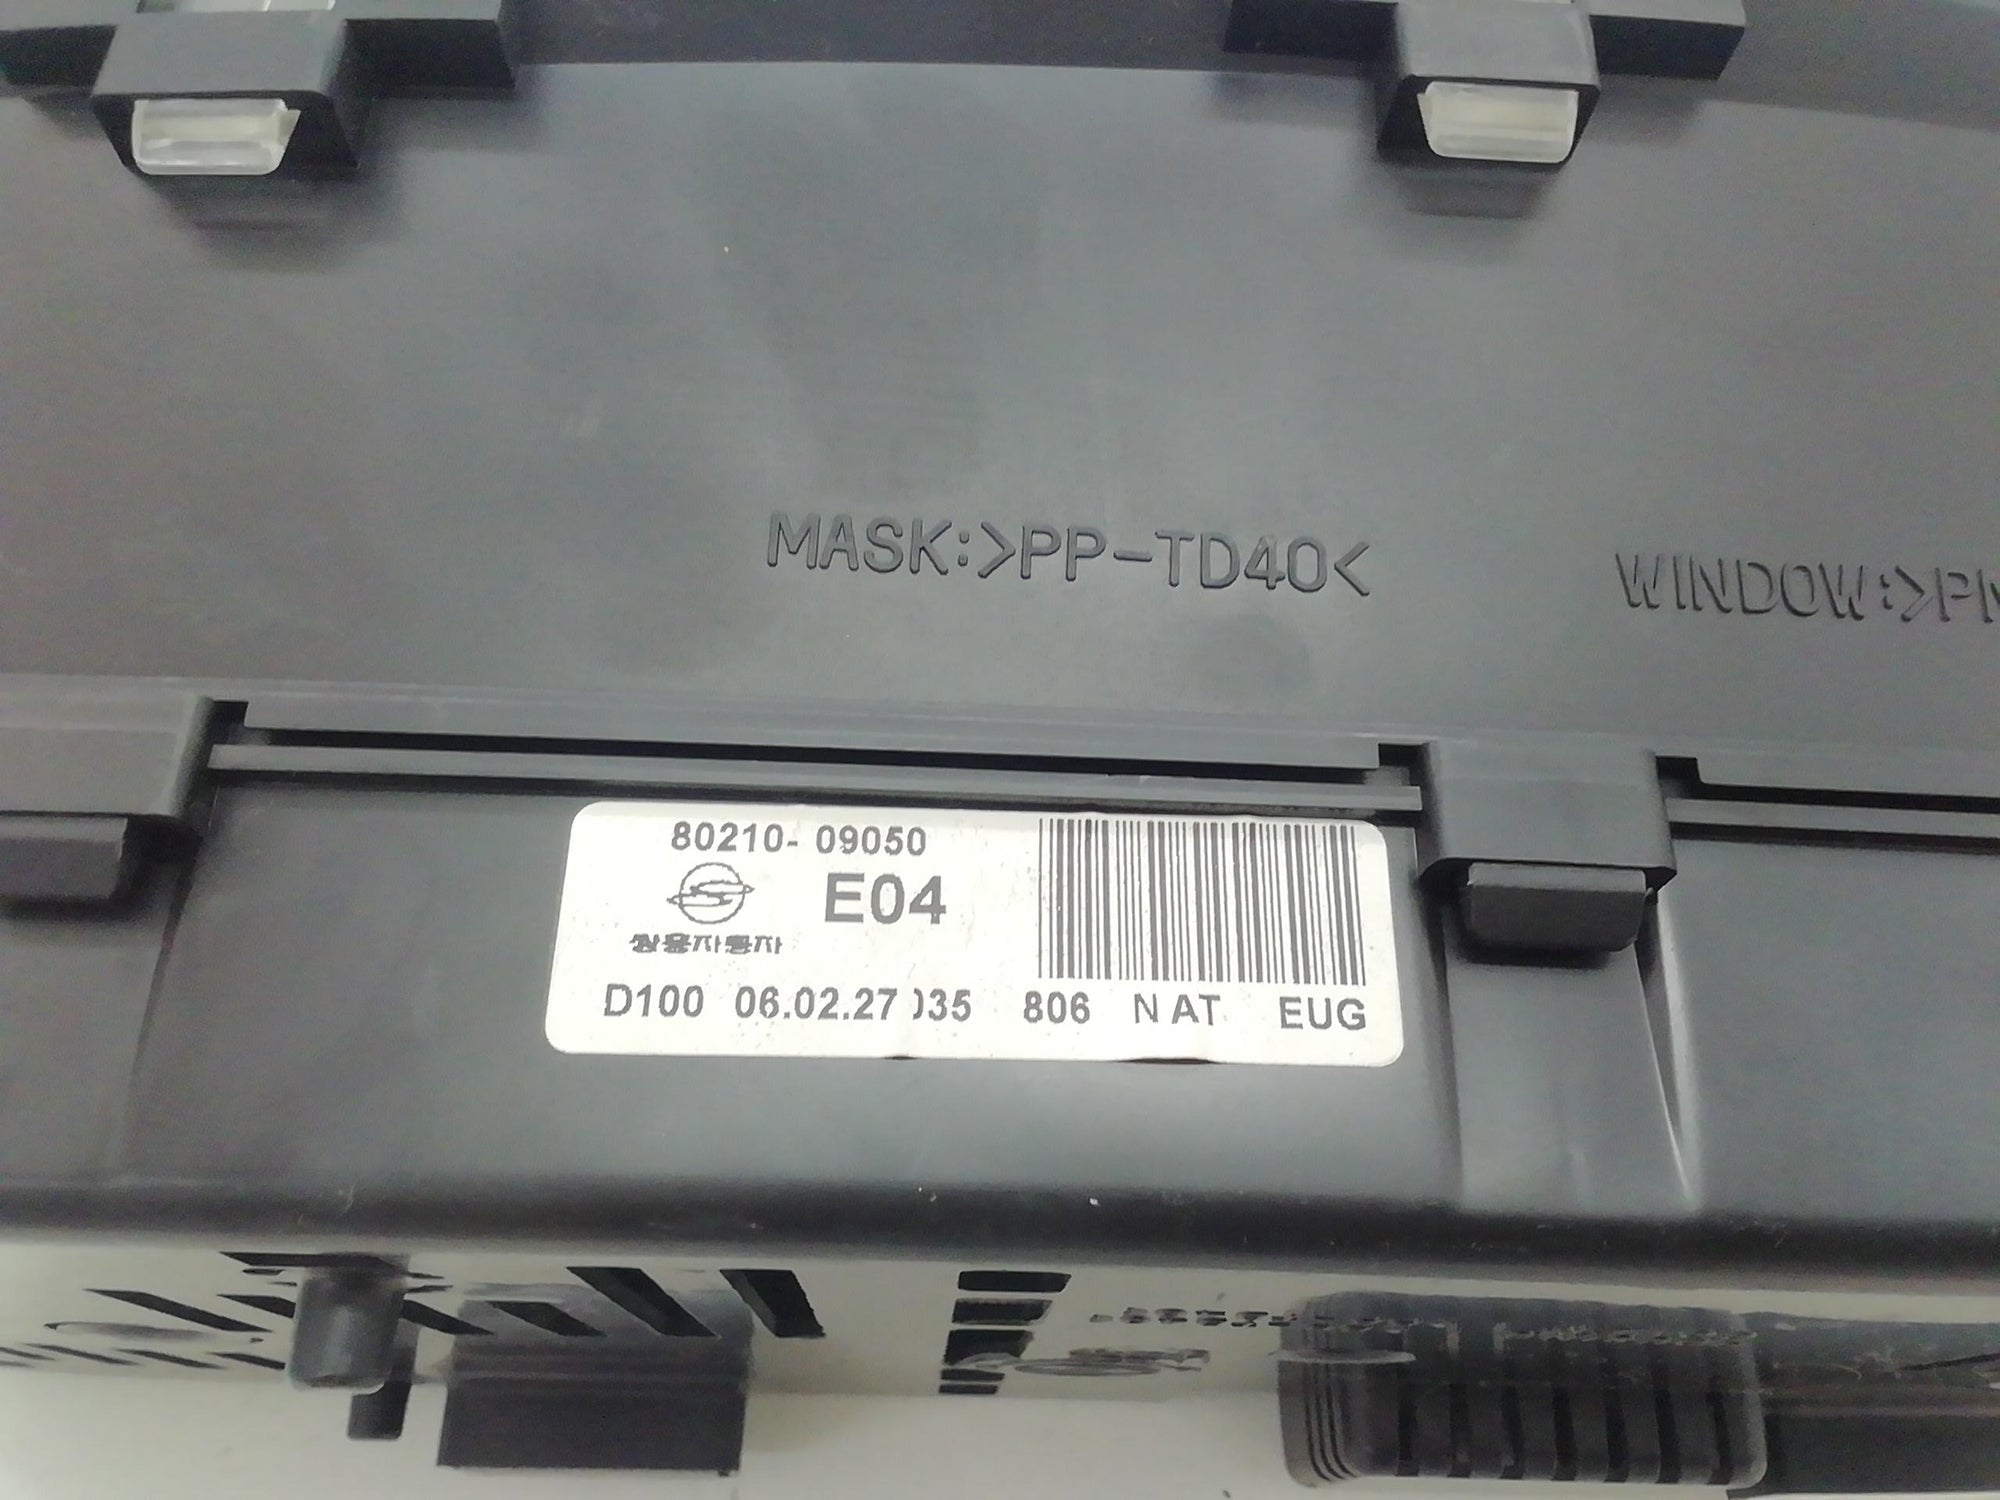 MASK:>PP-TD40<
WINDOW:>PM
80210- 09050
E04
쌍용자동차
D100 06.02.27 035 806 N AT EUG